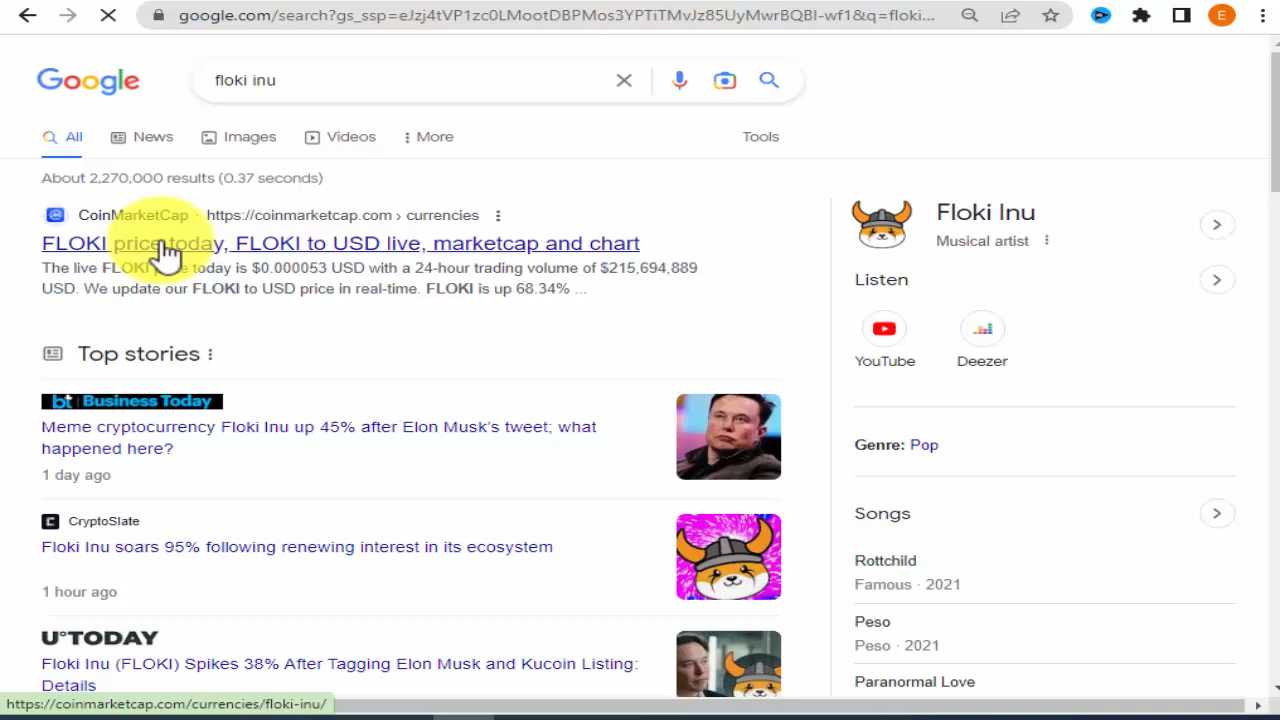 google.com/search?gs_ssp=eJzj4tVP1zc0LMootDBPMos3YPTiTMvJz85UyMwrBQBI-wf1&q=floki...
E
Google
floki inu
All
News
Images
Videos
More
Tools
About 2,270,000 results (0.37 seconds)
CoinMarketCap · https://coinmarketcap.com › currencies
FLOKI price today, FLOKI to USD live, marketcap and chart
The live FLOKI price today is $0.000053 USD with a 24-hour trading volume of $215,694,889
USD. We update our FLOKI to USD price in real-time. FLOKI is up 68.34% ...
Top stories
bt Business Today
Meme cryptocurrency Floki Inu up 45% after Elon Musk's tweet; what
happened here?
1 day ago
CryptoSlate
Floki Inu soars 95% following renewing interest in its ecosystem
1 hour ago
U°TODAY
Floki Inu (FLOKI) Spikes 38% After Tagging Elon Musk and Kucoin Listing:
Details
Floki Inu
Musical artist
Listen
YouTube
Deezer
Genre: Pop
Songs
Rottchild
Famous · 2021
Peso
Peso · 2021
Paranormal Love
https://coinmarketcap.com/currencies/floki-inu/